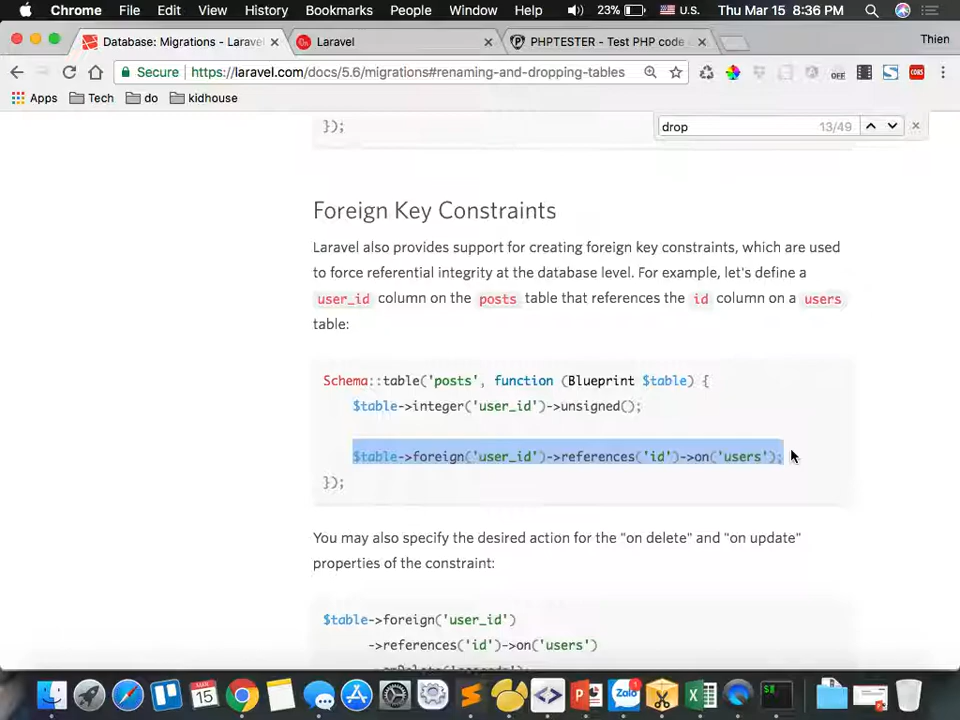 Chrome File Edit View History Bookmarks People Window Help 23% U.S. Thu Mar 15 8:36 PM
Database: Migrations - Laravel
Laravel
PHPTESTER - Test PHP code
Thien
Secure https://laravel.com/docs/5.6/migrations#renaming-and-dropping-tables
OFF
CORS
Apps Tech do kidhouse
drop 13/49
});
Foreign Key Constraints
Laravel also provides support for creating foreign key constraints, which are used
to force referential integrity at the database level. For example, let's define a
user_id column on the posts table that references the id column on a users
table:
Schema::table('posts', function (Blueprint $table) {
$table->integer('user_id')->unsigned();
$table->foreign('user_id')->references('id')->on('users');
});
You may also specify the desired action for the "on delete" and "on update"
properties of the constraint:
$table->foreign('user_id')
->references('id')->on('users')
15
Zalo
1